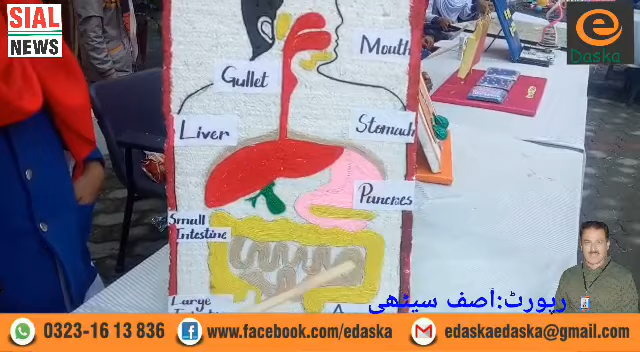 SIAL
NEWS
e
Daska
Mouth
Gullet
Liver
Stomach
Pancres
Small
Intestine
Large
رپورٹ:آصف سیٹھی
0323-16 13 836
www.facebook.com/edaska
edaskaedaska@gmail.com